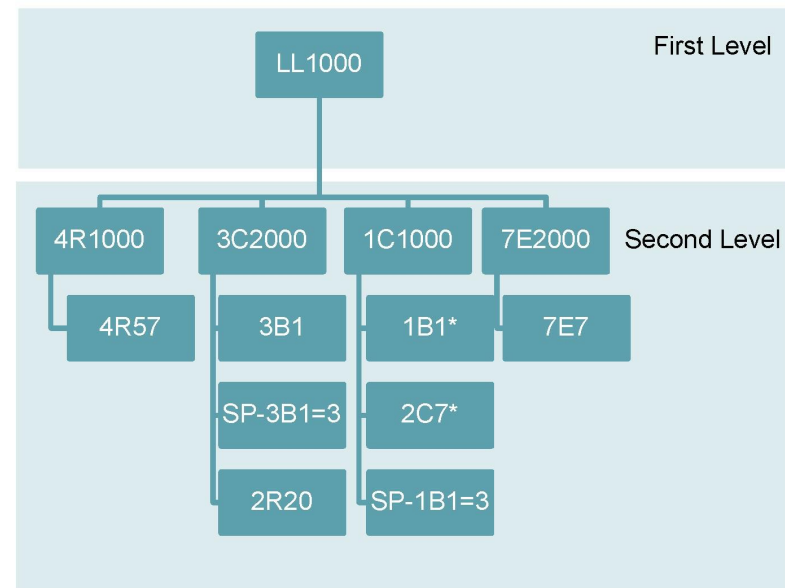 First Level
LL1000
4R1000
3C2000
1C1000
7E2000
Second Level
4R57
3B1
1B1*
7E7
SP-3B1=3
2C7*
2R20
SP-1B1=3